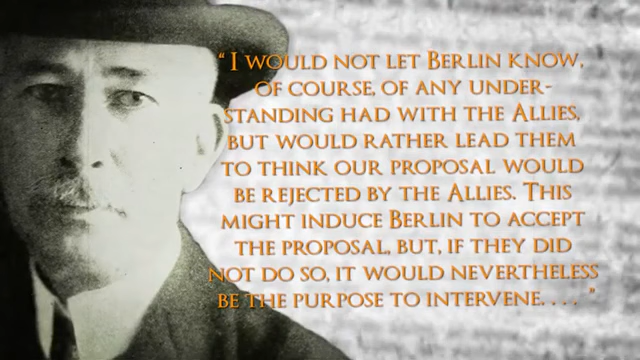 “ I WOULD NOT LET BERLIN KNOW,
OF COURSE, OF ANY UNDER-
STANDING HAD WITH THE ALLIES,
BUT WOULD RATHER LEAD THEM
TO THINK OUR PROPOSAL WOULD
BE REJECTED BY THE ALLIES. THIS
MIGHT INDUCE BERLIN TO ACCEPT
THE PROPOSAL, BUT, IF THEY DID
NOT DO SO, IT WOULD NEVERTHELESS
BE THE PURPOSE TO INTERVENE. . . . ”